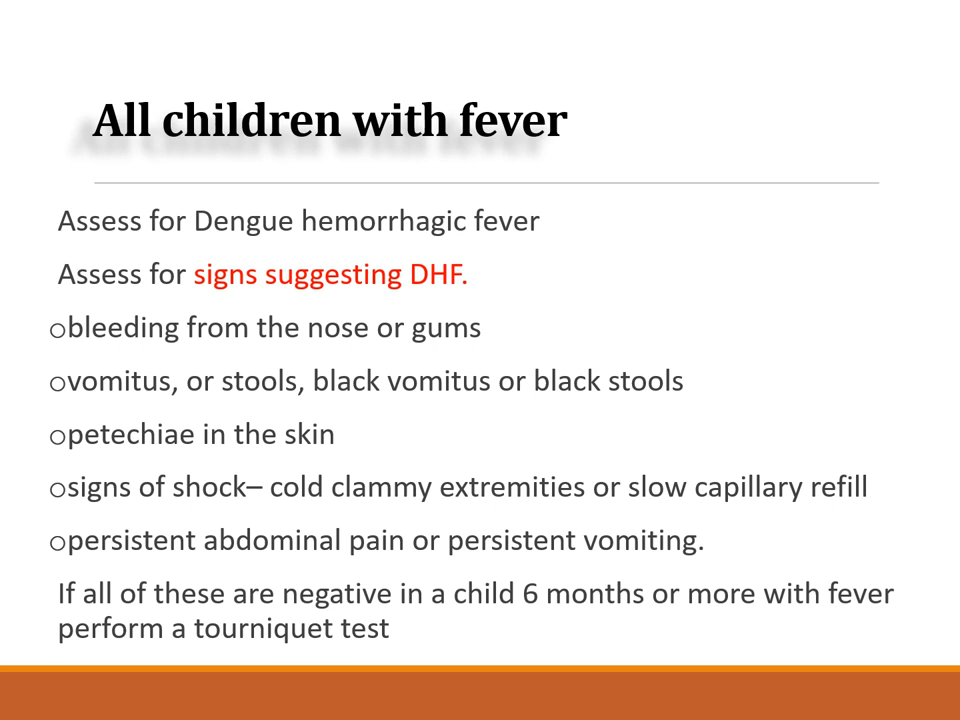 All children with fever
Assess for Dengue hemorrhagic fever
Assess for signs suggesting DHF.
obleeding from the nose or gums
ovomitus, or stools, black vomitus or black stools
opetechiae in the skin
osigns of shock– cold clammy extremities or slow capillary refill
opersistent abdominal pain or persistent vomiting.
If all of these are negative in a child 6 months or more with fever
perform a tourniquet test